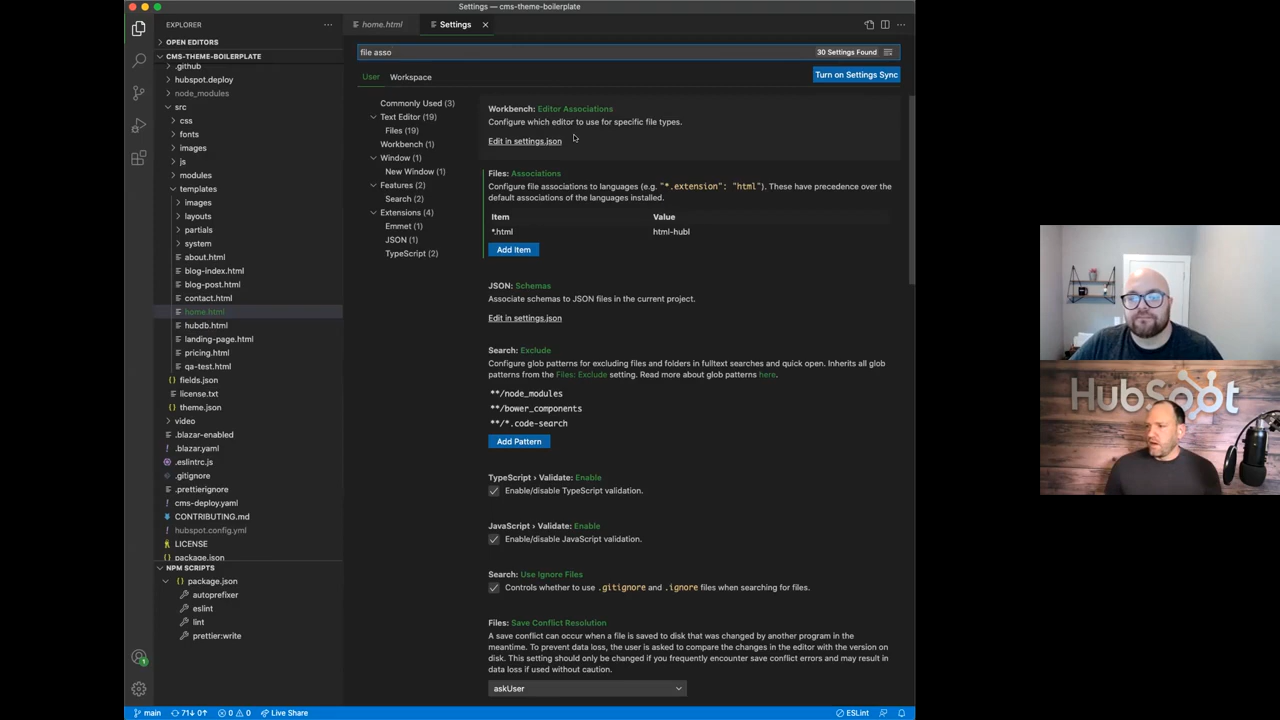 Settings — cms-theme-boilerplate
EXPLORER
OPEN EDITORS
CMS-THEME-BOILERPLATE
.github
hubspot.deploy
node_modules
src
css
fonts
images
js
modules
templates
images
layouts
partials
system
about.html
blog-index.html
blog-post.html
contact.html
home.html
hubdb.html
landing-page.html
pricing.html
qa-test.html
fields.json
license.txt
theme.json
video
.blazar-enabled
.blazar.yaml
.eslintrc.js
.gitignore
.prettierignore
cms-deploy.yaml
CONTRIBUTING.md
hubspot.config.yml
LICENSE
package.json
NPM SCRIPTS
package.json
autoprefixer
eslint
lint
prettier:write
home.html
Settings
file asso
30 Settings Found
User
Workspace
Turn on Settings Sync
Commonly Used (3)
Text Editor (19)
Files (19)
Workbench (1)
Window (1)
New Window (1)
Features (2)
Search (2)
Extensions (4)
Emmet (1)
JSON (1)
TypeScript (2)
Workbench: Editor Associations
Configure which editor to use for specific file types.
Edit in settings.json
Files: Associations
Configure file associations to languages (e.g. "*.extension": "html"). These have precedence over the
default associations of the languages installed.
Item Value
*.html html-hubl
Add Item
JSON: Schemas
Associate schemas to JSON files in the current project.
Edit in settings.json
Search: Exclude
Configure glob patterns for excluding files and folders in fulltext searches and quick open. Inherits all glob
patterns from the Files: Exclude setting. Read more about glob patterns here.
**/node_modules
**/bower_components
**/*.code-search
Add Pattern
TypeScript › Validate: Enable
Enable/disable TypeScript validation.
JavaScript › Validate: Enable
Enable/disable JavaScript validation.
Search: Use Ignore Files
Controls whether to use .gitignore and .ignore files when searching for files.
Files: Save Conflict Resolution
A save conflict can occur when a file is saved to disk that was changed by another program in the
meantime. To prevent data loss, the user is asked to compare the changes in the editor with the version on
disk. This setting should only be changed if you frequently encounter save conflict errors and may result in
data loss if used without caution.
askUser
1
main
71↓ 0↑
0
0
Live Share
ESLint
HubSpot